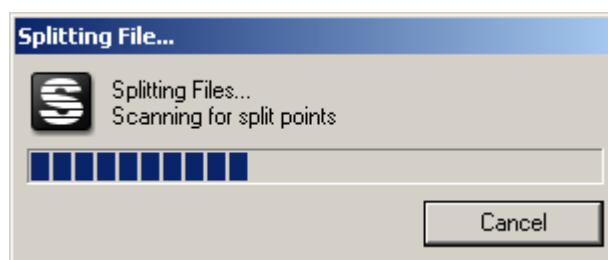 Splitting File...
S
Splitting Files...
Scanning for split points
Cancel